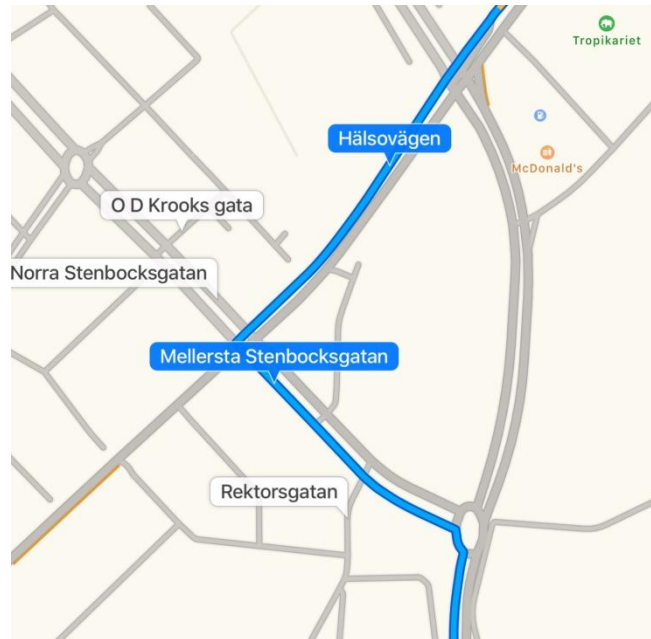 Tropikariet
Hälsovägen
McDonald's
O D Krooks gata
Norra Stenbocksgatan
Mellersta Stenbocksgatan
Rektorsgatan